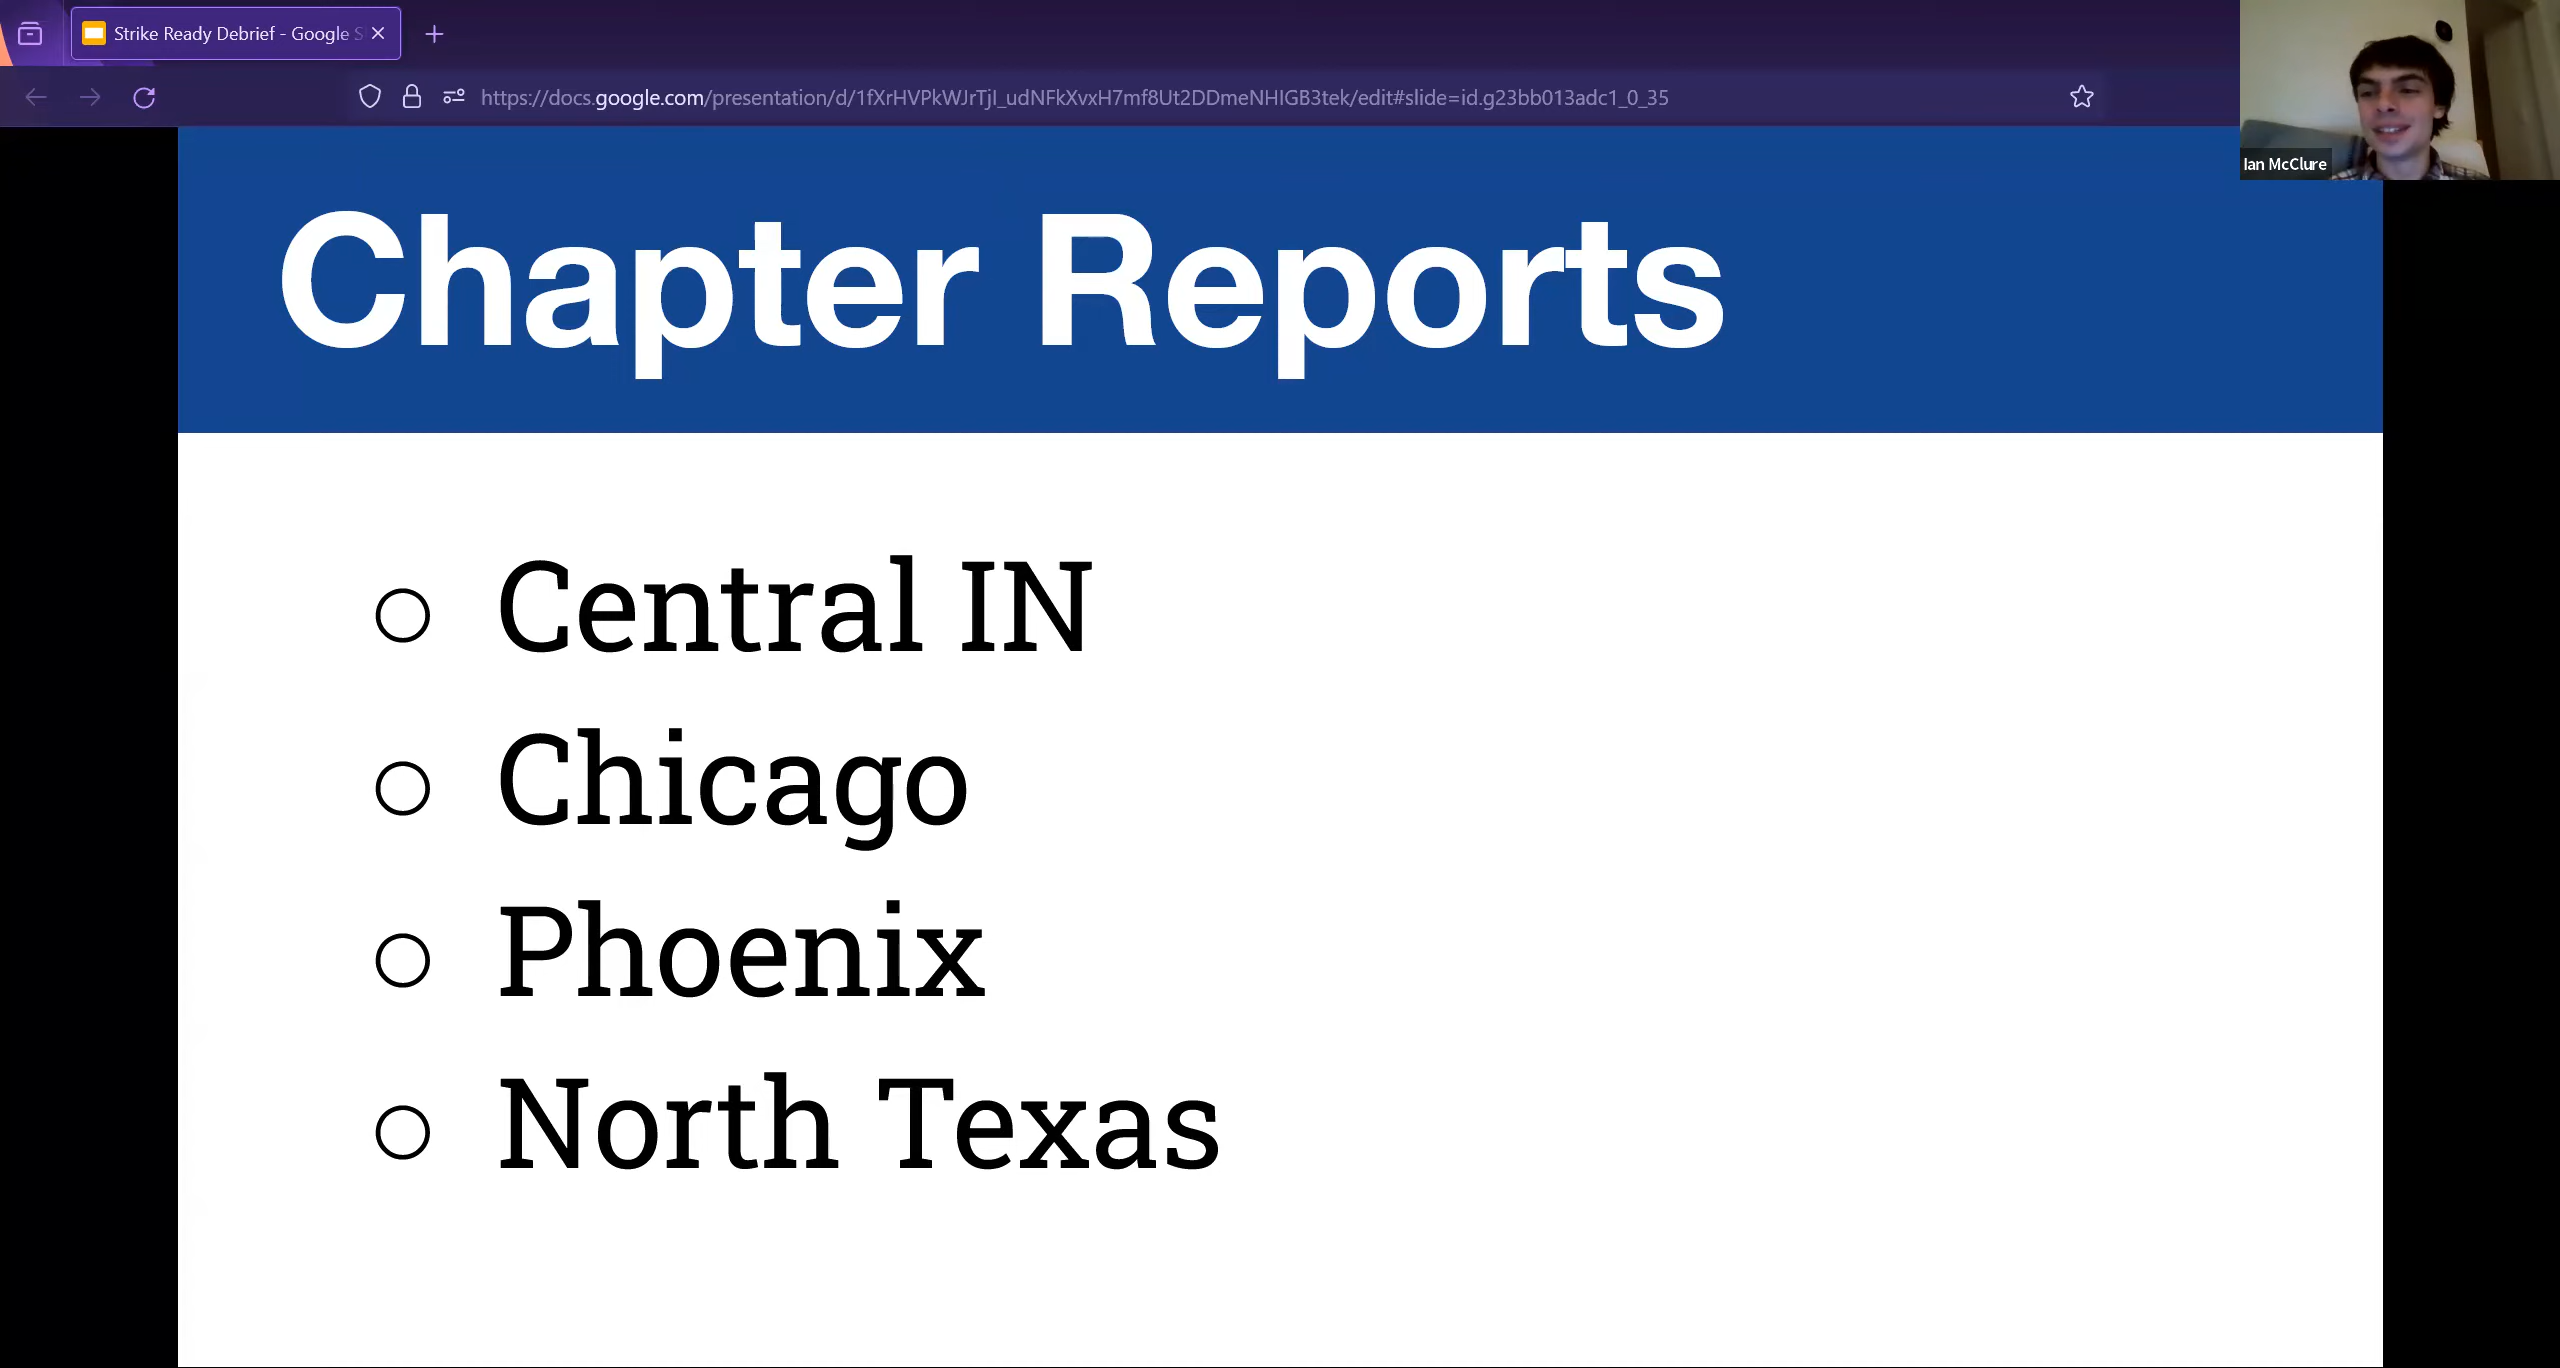 Strike Ready Debrief - Google S
https://docs.google.com/presentation/d/1fXrHVPkWJrTjI_udNFkXvxH7mf8Ut2DDmeNHIGB3tek/edit#slide=id.g23bb013adc1_0_35
Ian McClure
Chapter Reports
Central IN
Chicago
Phoenix
North Texas